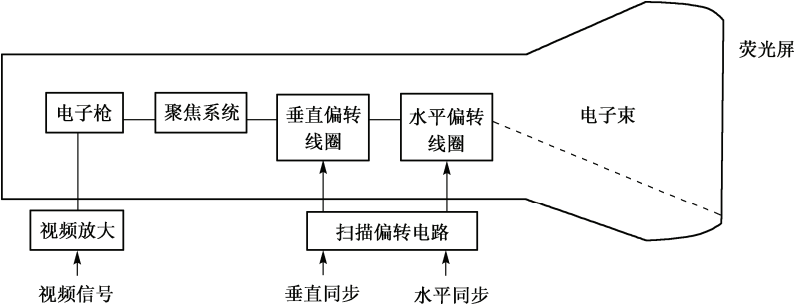 荧光屏
电子枪
聚焦系统
垂直偏转
线圈
水平偏转
线圈
电子束
视频放大
扫描偏转电路
视频信号
垂直同步
水平同步